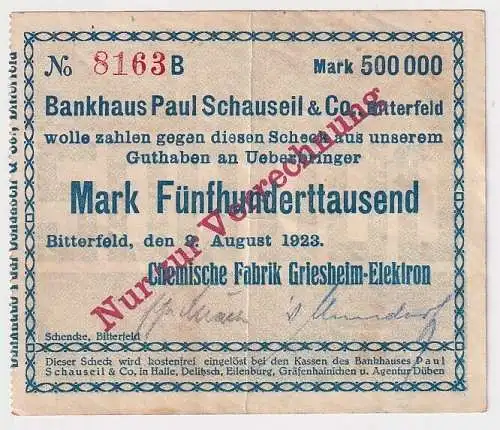 No 8163 B Mark 500 000
Bankhaus Paul Schauseil & Co., Bitterfeld
wolle zahlen gegen diesen Scheck aus unserem
Guthaben an Ueberbringer
Mark Fünfhunderttausend
Bitterfeld, den 9. August 1923.
Chemische Fabrik Griesheim-Elektron
Nur zur Verrechnung
Schencke, Bitterfeld
Dieser Scheck wird kostenfrei eingelöst bei den Kassen des Bankhauses Paul
Schauseil & Co. in Halle, Delitzsch, Eilenburg, Gräfenhainichen u. Agentur Düben